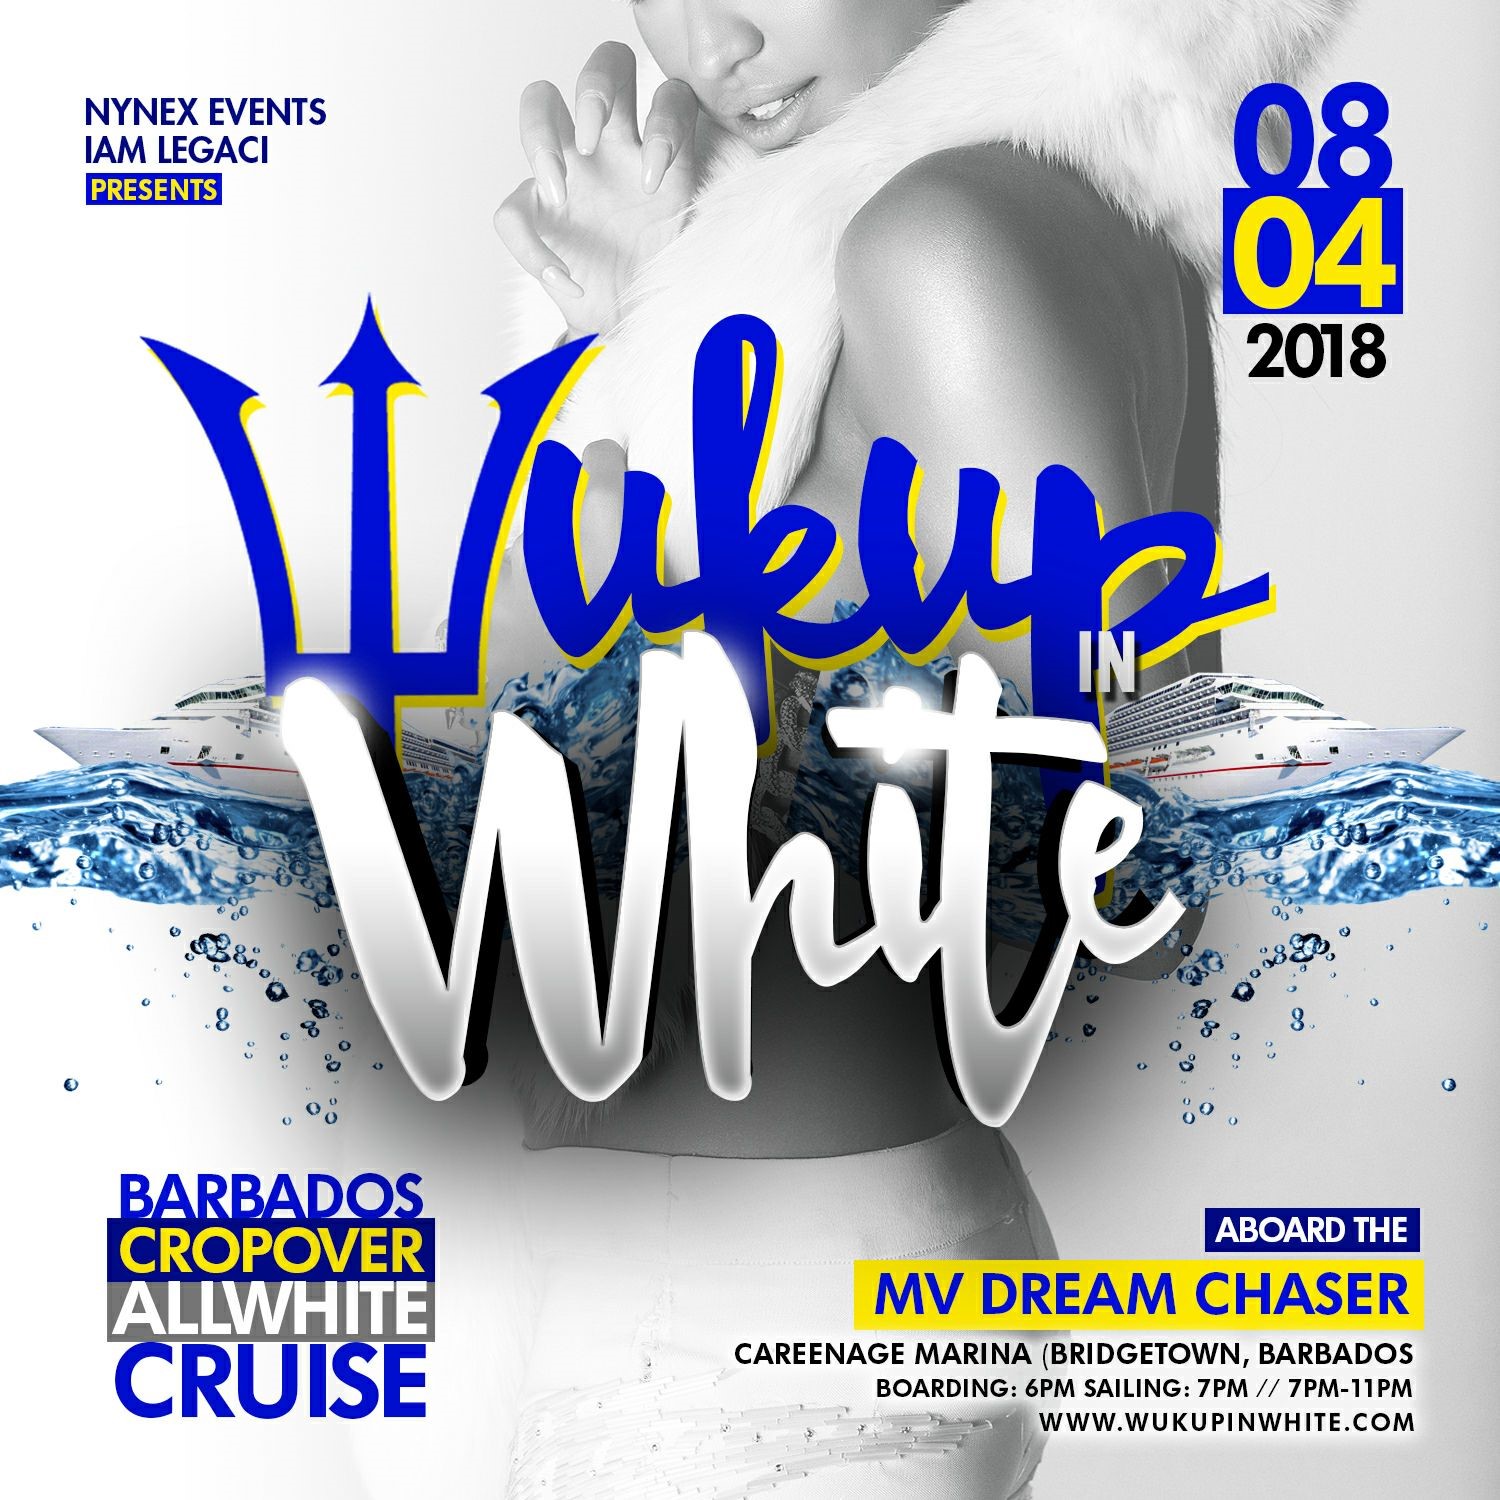 NYNEX EVENTS
IAM LEGACI
PRESENTS
08
04
2018
Wukup
IN
White
BARBADOS
CROPOVER
ALLWHITE
CRUISE
ABOARD THE
MV DREAM CHASER
CAREENAGE MARINA (BRIDGETOWN, BARBADOS
BOARDING: 6PM SAILING: 7PM // 7PM-11PM
WWW.WUKUPINWHITE.COM